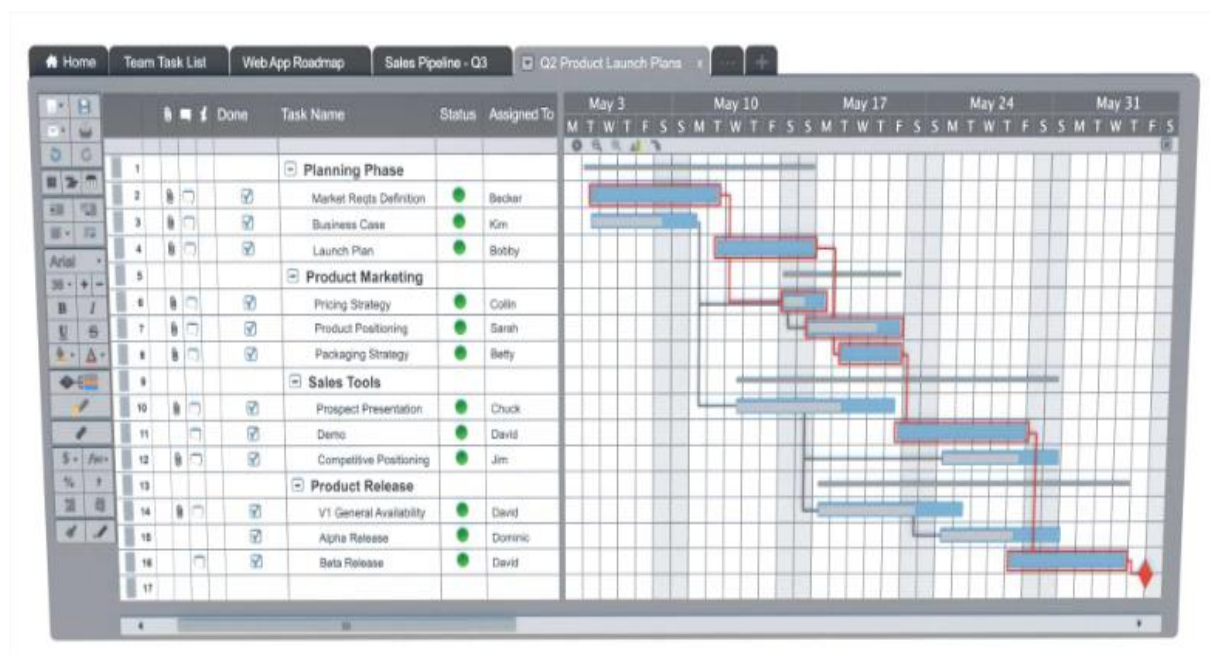 Home Team Task List Web App Roadmap Sales Pipeline - Q3 Q2 Product Launch Plans x ... +
Done Task Name Status Assigned To May 3 May 10 May 17 May 24 May 31
M T W T F S S M T W T F S S M T W T F S S M T W T F S S M T W T F S
1 Planning Phase
2 Market Reqts Definition Becker
3 Business Case Kim
4 Launch Plan Bobby
5 Product Marketing
6 Pricing Strategy Collin
7 Product Positioning Sarah
8 Packaging Strategy Betty
9 Sales Tools
10 Prospect Presentation Chuck
11 Demo David
12 Competitive Positioning Jim
13 Product Release
14 V1 General Availability David
15 Alpha Release Dominic
16 Beta Release David
17
Arial
B I
U S
A
$
%